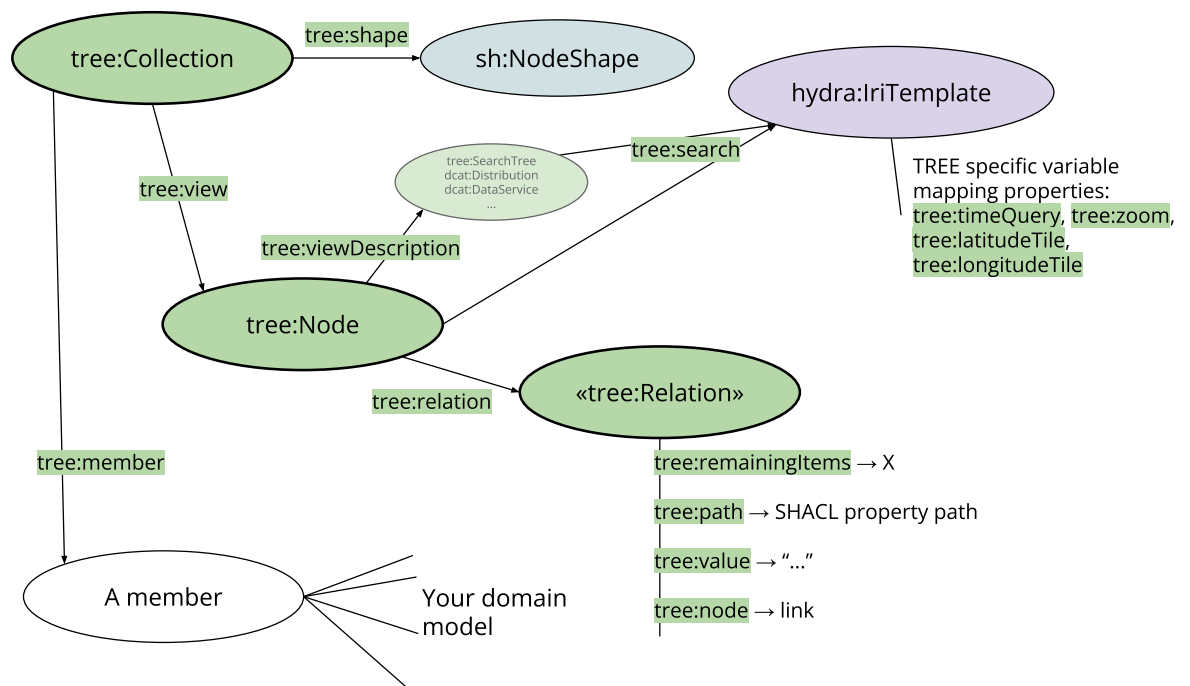 tree:shape
tree:Collection
sh:NodeShape
hydra:IriTemplate
tree:search
tree:SearchTree
dcat:Distribution
dcat:DataService
...
TREE specific variable
mapping properties:
tree:timeQuery, tree:zoom,
tree:latitudeTile,
tree:longitudeTile
tree:view
tree:viewDescription
tree:Node
«tree:Relation»
tree:relation
tree:member
tree:remainingItems → X
tree:path → SHACL property path
tree:value → “...”
tree:node → link
A member
Your domain
model